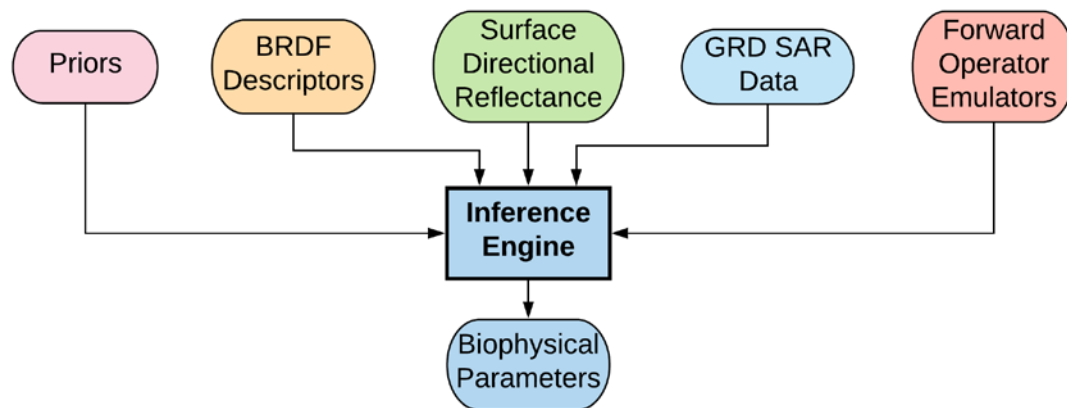 Priors
BRDF
Descriptors
Surface
Directional
Reflectance
GRD SAR
Data
Forward
Operator
Emulators
Inference
Engine
Biophysical
Parameters